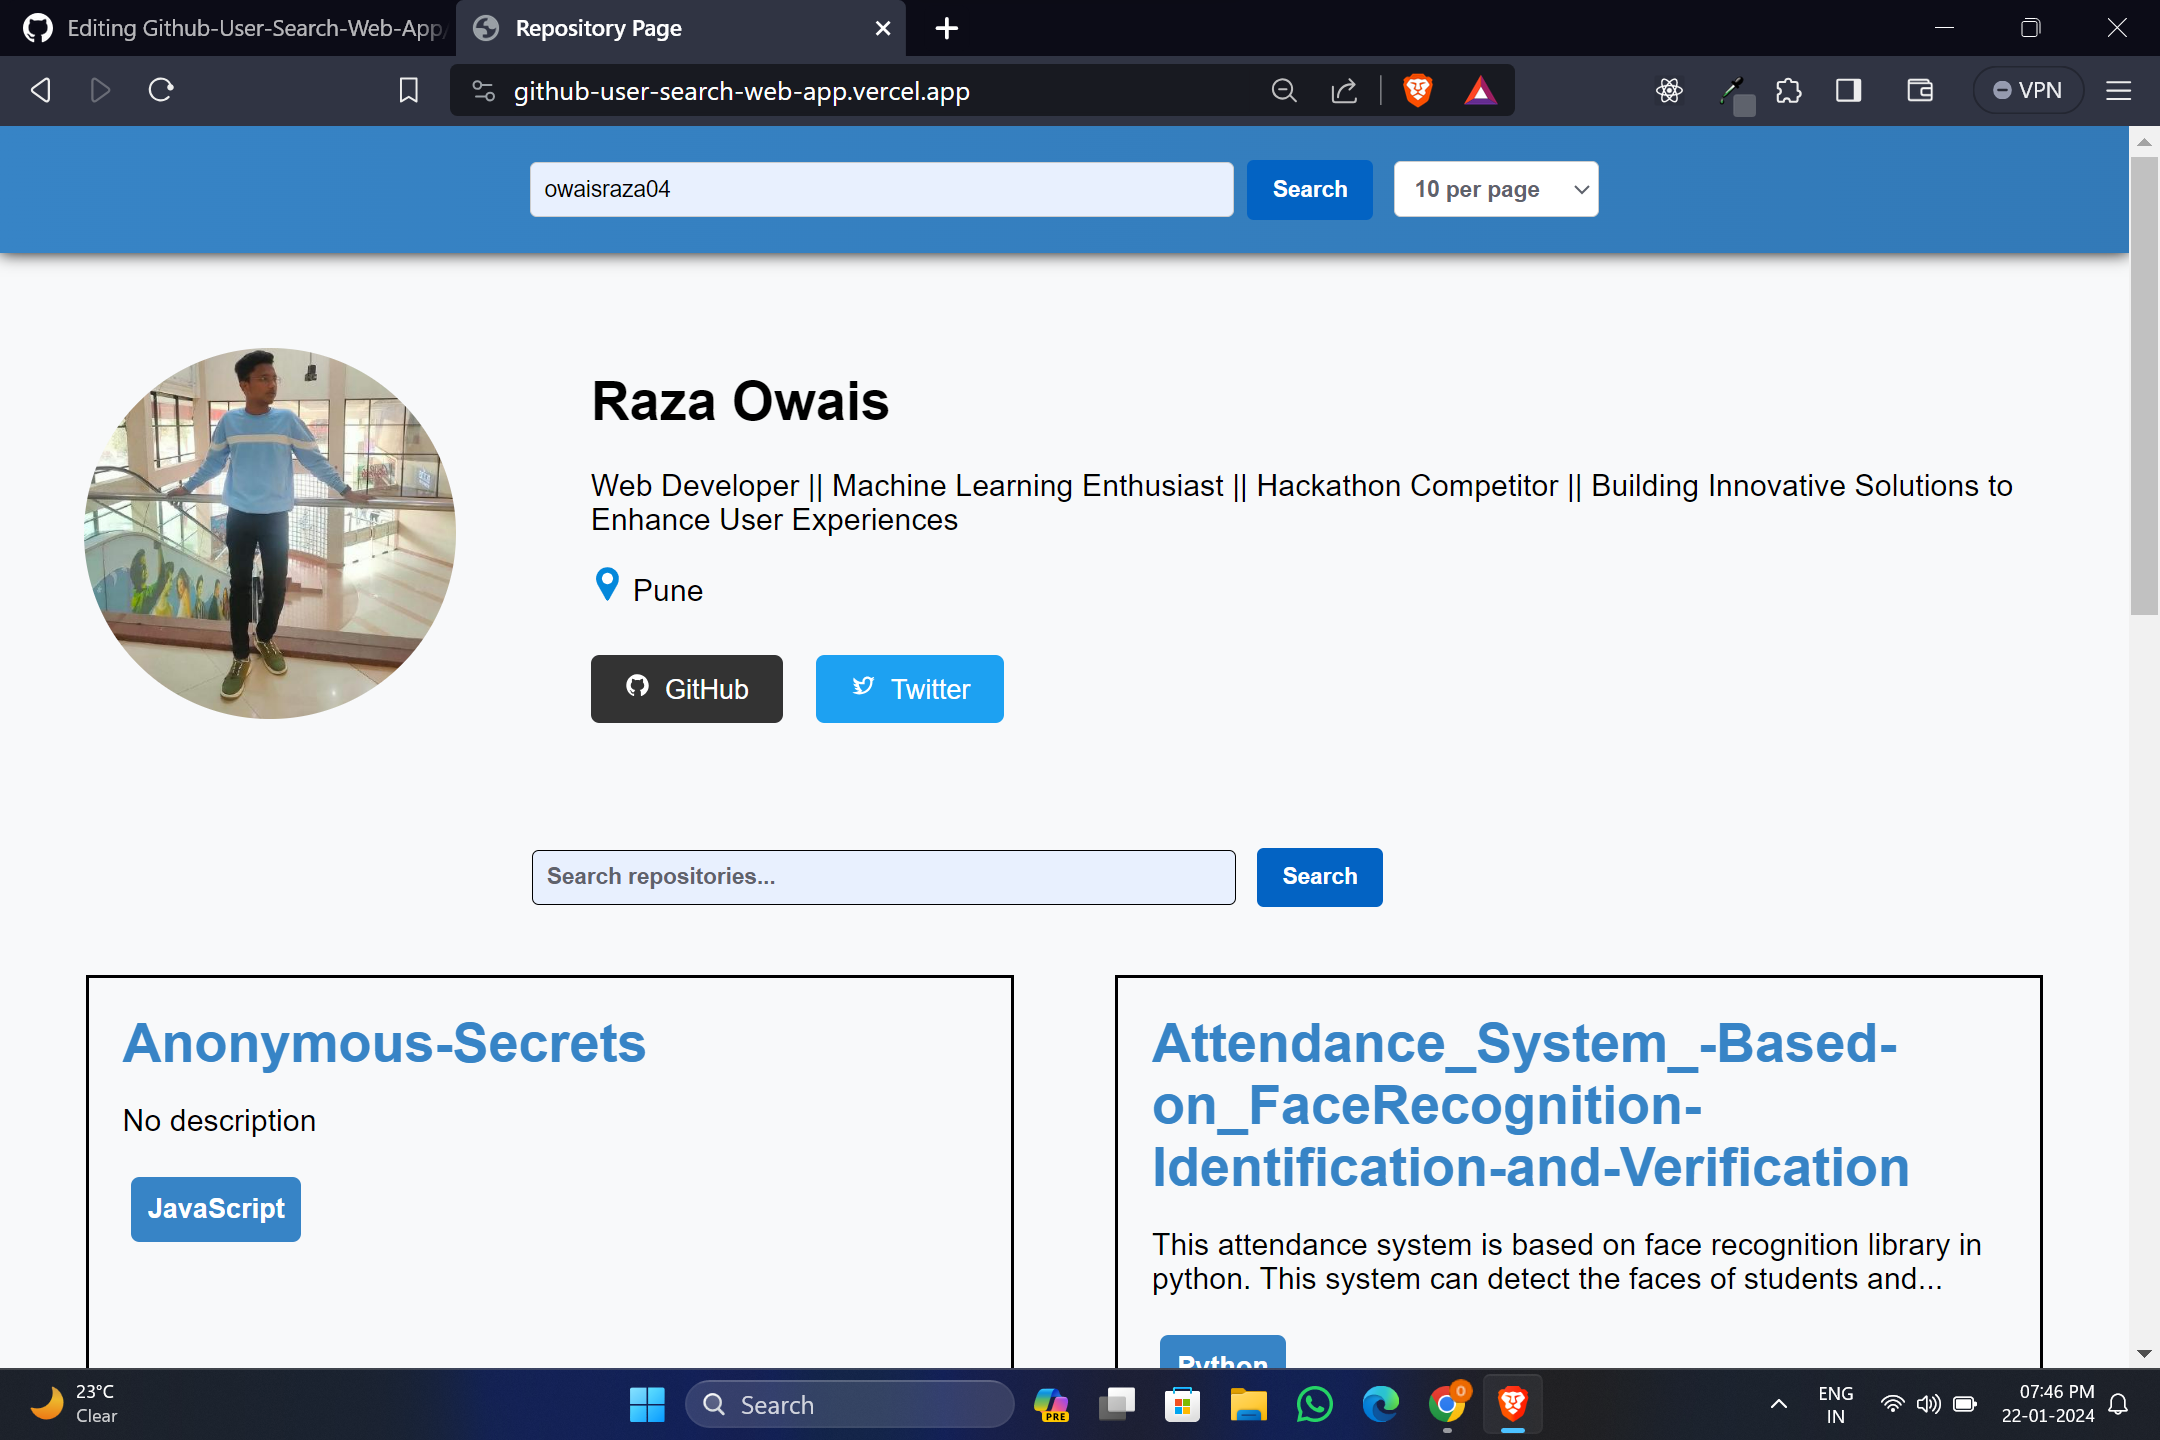 Editing Github-User-Search-Web-App/
Repository Page
github-user-search-web-app.vercel.app
VPN
owaisraza04
Search
10 per page
Raza Owais
Web Developer || Machine Learning Enthusiast || Hackathon Competitor || Building Innovative Solutions to
Enhance User Experiences
Pune
GitHub
Twitter
Search repositories...
Search
Anonymous-Secrets
No description
JavaScript
Attendance_System_-Based-
on_FaceRecognition-
Identification-and-Verification
This attendance system is based on face recognition library in
python. This system can detect the faces of students and...
Python
23°C
Clear
Search
PRE
0
ENG
IN
07:46 PM
22-01-2024